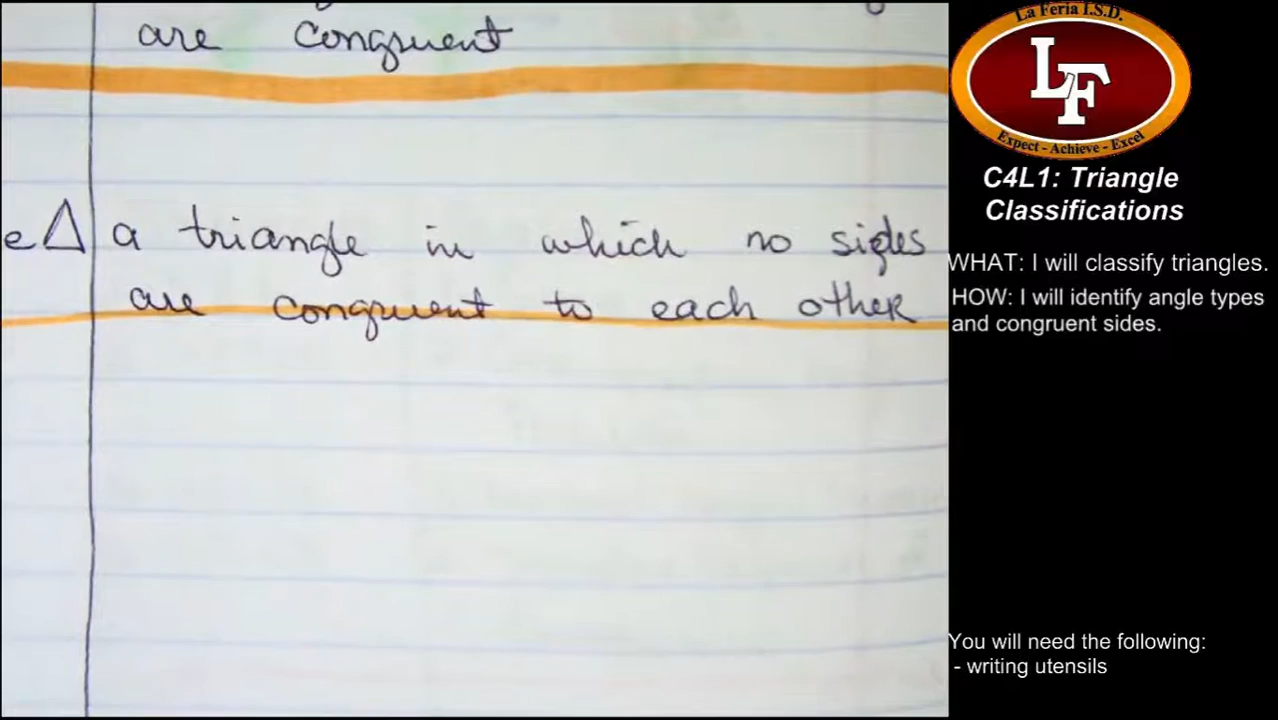 are congruent
e△ a triangle in which no sides
are congruent to each other
La Feria I.S.D.
LF
Expect - Achieve - Excel
C4L1: Triangle
Classifications
WHAT: I will classify triangles.
HOW: I will identify angle types
and congruent sides.
You will need the following:
- writing utensils